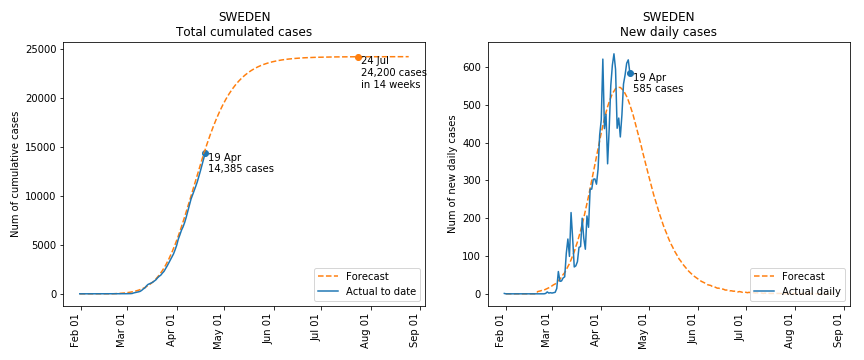 SWEDEN
Total cumulated cases
Num of cumulative cases
25000
20000
15000
10000
5000
0
24 Jul
24,200 cases
in 14 weeks
19 Apr
14,385 cases
Forecast
Actual to date
Feb 01
Mar 01
Apr 01
May 01
Jun 01
Jul 01
Aug 01
Sep 01
SWEDEN
New daily cases
Num of new daily cases
600
500
400
300
200
100
0
19 Apr
585 cases
Forecast
Actual daily
Feb 01
Mar 01
Apr 01
May 01
Jun 01
Jul 01
Aug 01
Sep 01